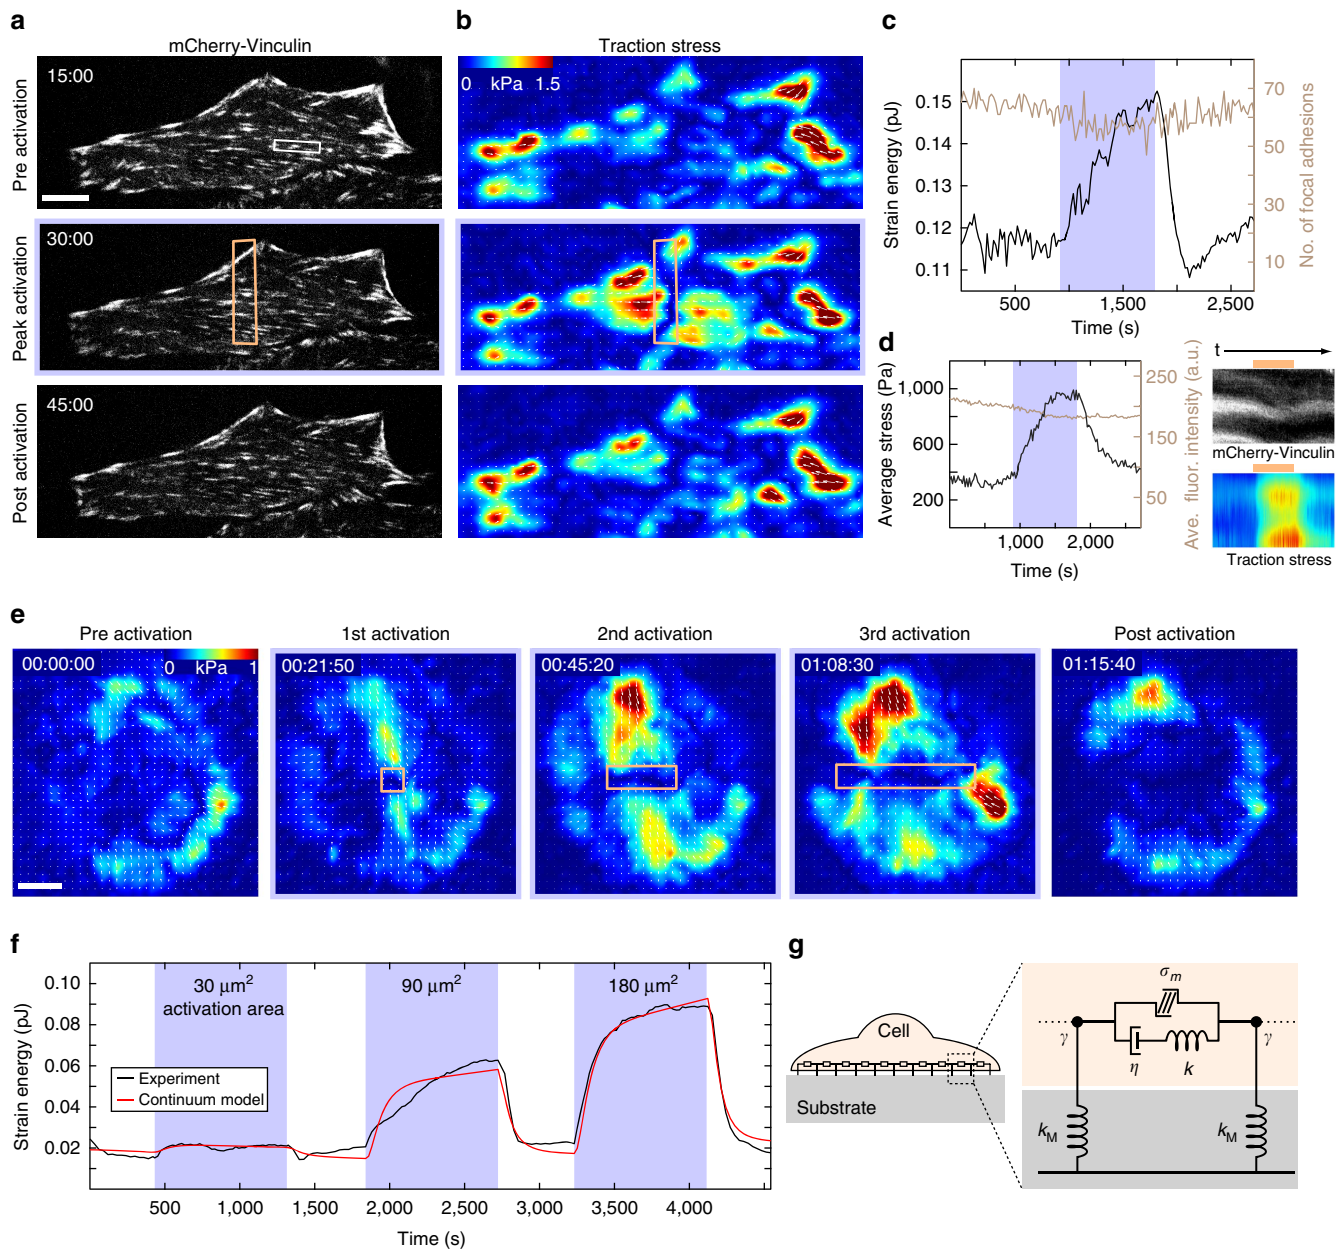 a
mCherry-Vinculin
Pre activation
15:00
Peak activation
30:00
Post activation
45:00
b
Traction stress
0 kPa 1.5
c
Strain energy (pJ)
0.15
0.14
0.13
0.12
0.11
70
50
30
10
No. of focal adhesions
500 1,500 2,500
Time (s)
d
Average stress (Pa)
1,000
800
600
400
200
250
150
50
Ave. fluor. intensity (a.u.)
1,000 2,000
Time (s)
t
mCherry-Vinculin
Traction stress
e
Pre activation
1st activation
2nd activation
3rd activation
Post activation
00:00:00
0 kPa 1
00:21:50
00:45:20
01:08:30
01:15:40
f
Strain energy (pJ)
0.10
0.08
0.06
0.04
0.02
30 μm²
activation area
90 μm²
180 μm²
Experiment
Continuum model
500 1,000 1,500 2,000 2,500 3,000 3,500 4,000
Time (s)
g
Cell
Substrate
σm
γ
γ
η
k
kM
kM